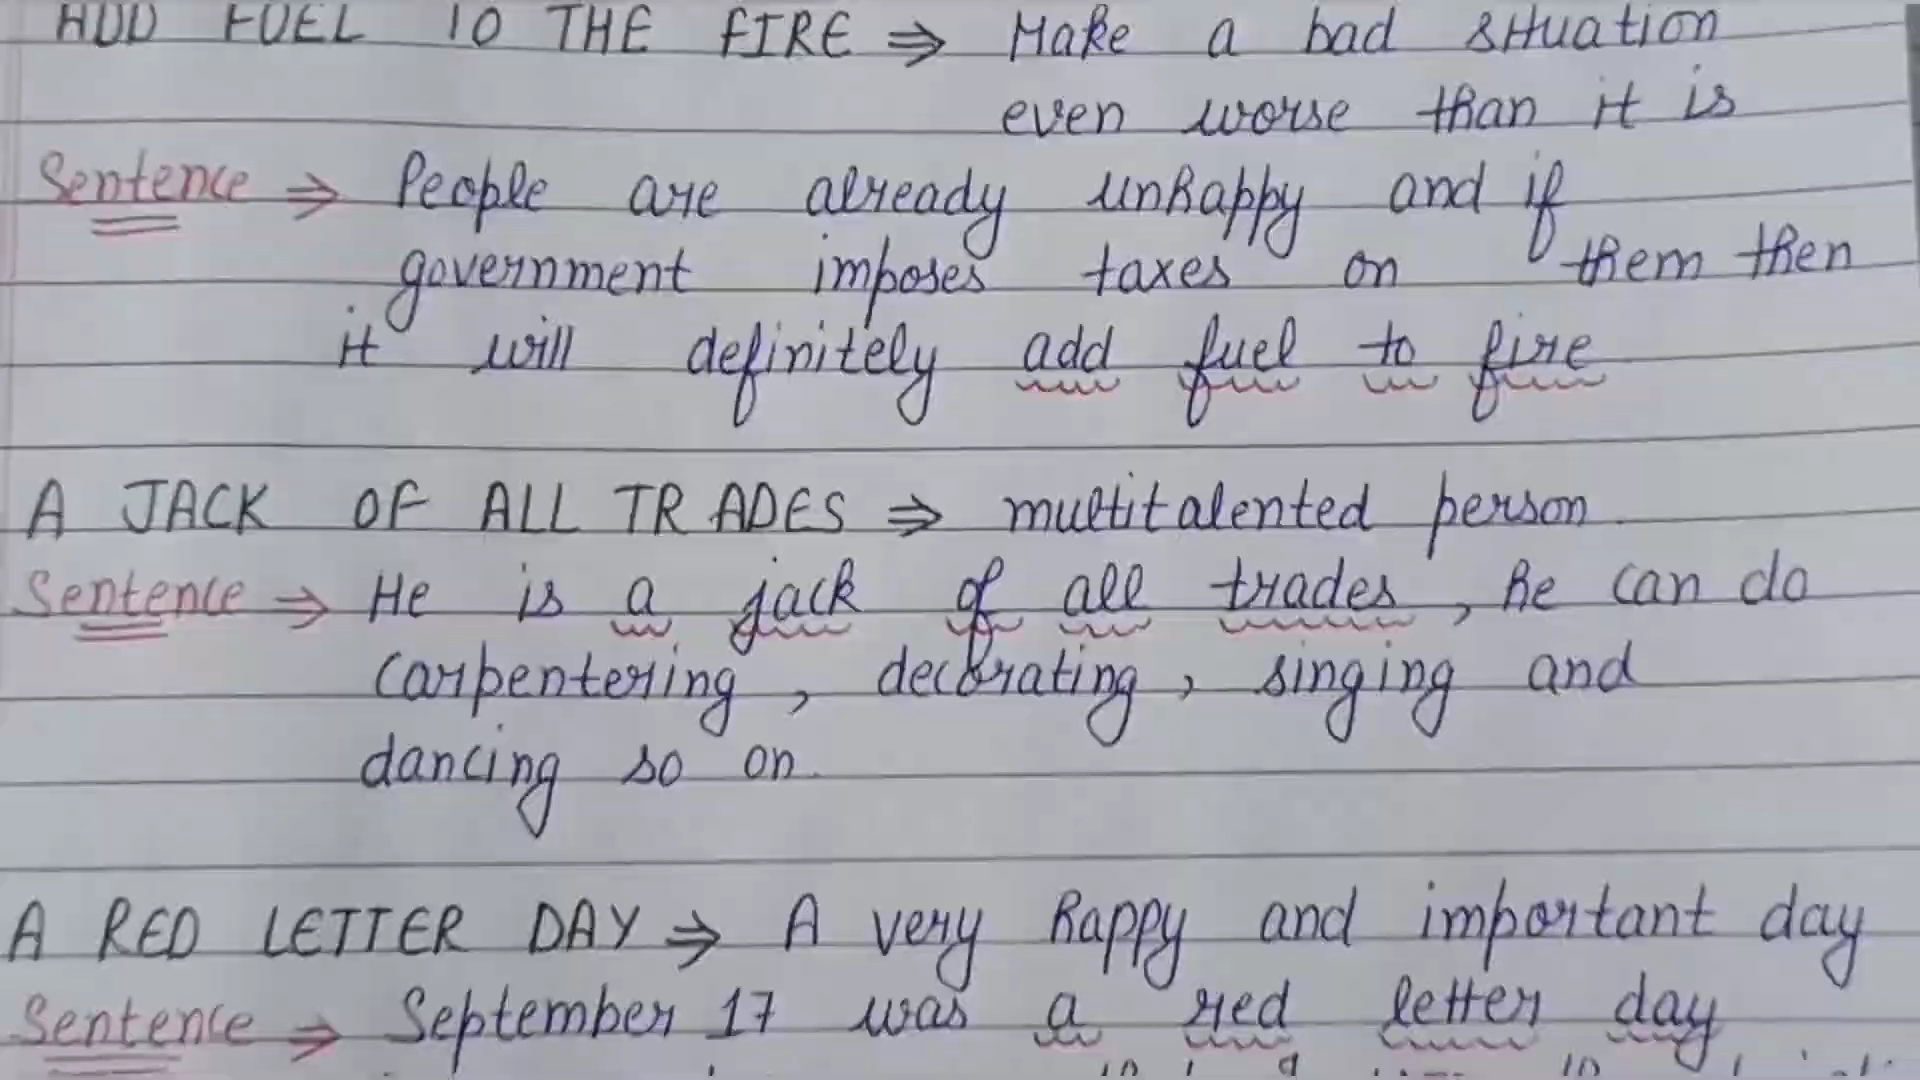 ADD FUEL TO THE FIRE ⇒ Make a bad situation
even worse than it is
Sentence ⇒ People are already unhappy and if
government imposes taxes on them then
it will definitely add fuel to fire
A JACK OF ALL TRADES ⇒ multitalented person.
Sentence ⇒ He is a jack of all trades, he can do
carpentering, decorating, singing and
dancing so on.
A RED LETTER DAY ⇒ A very happy and important day
Sentence ⇒ September 17 was a red letter day